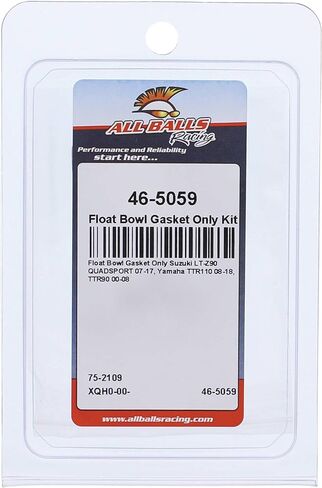 ALL BALLS
Racing
Performance and Reliability
start here...
46-5059
Float Bowl Gasket Only Kit
Float Bowl Gasket Only Suzuki LT-Z90
QUADSPORT 07-17, Yamaha TTR110 08-18,
TTR90 00-08
75-2109
XQH0-00- 46-5059
www.allballsracing.com